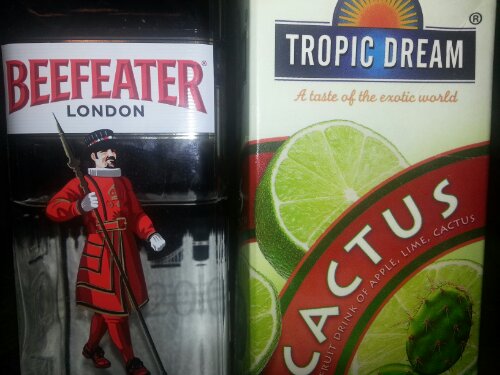 BEEFEATER®
LONDON
TROPIC DREAM ®
A taste of the exotic world
CACTUS
FRUIT DRINK OF APPLE, LIME, CACTUS